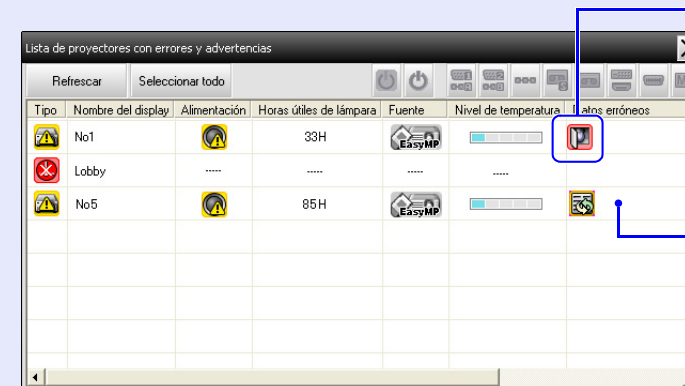 Lista de proyectores con errores y advertencias
Refrescar Seleccionar todo
Tipo Nombre del display Alimentación Horas útiles de lámpara Fuente Nivel de temperatura Datos erróneos
No1 33H EasyMP
Lobby ----- ----- ----- -----
No5 85H EasyMP